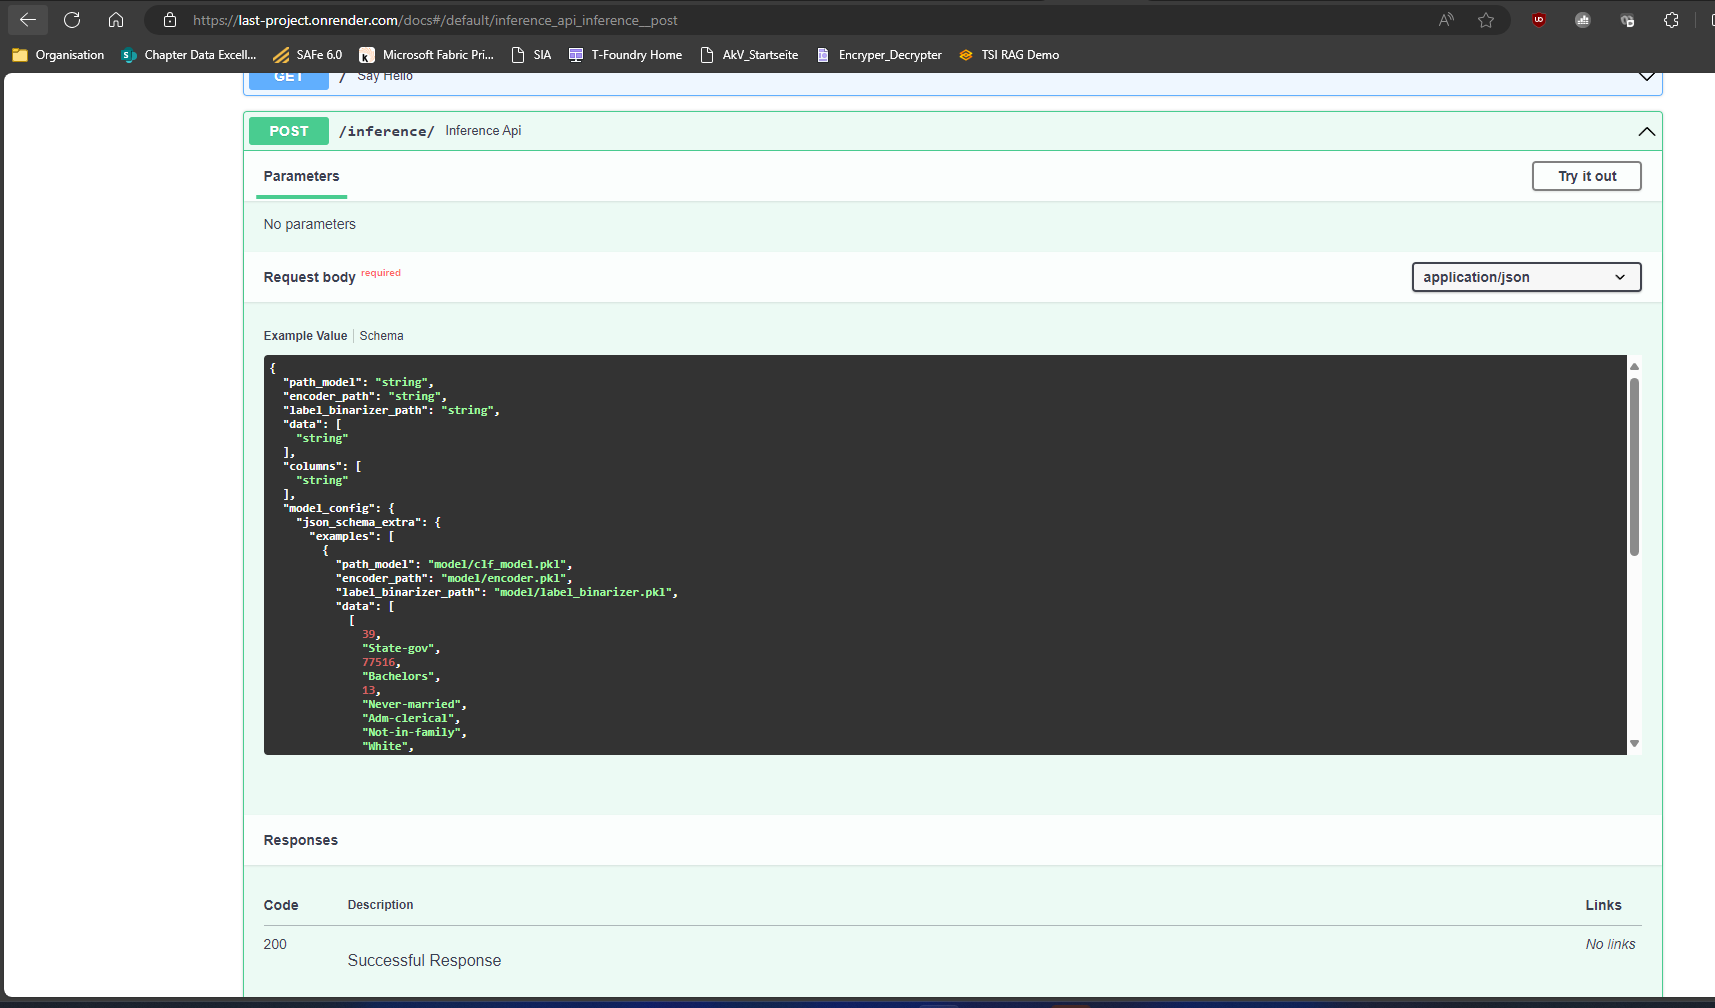 https://last-project.onrender.com/docs#/default/inference_api_inference__post
Organisation
Chapter Data Excell...
SAFe 6.0
Microsoft Fabric Pri...
SIA
T-Foundry Home
AkV_Startseite
Encryper_Decrypter
TSI RAG Demo
GET / Say Hello
POST /inference/ Inference Api
Parameters
Try it out
No parameters
Request body required
application/json
Example Value | Schema
{
"path_model": "string",
"encoder_path": "string",
"label_binarizer_path": "string",
"data": [
"string"
],
"columns": [
"string"
],
"model_config": {
"json_schema_extra": {
"examples": [
{
"path_model": "model/clf_model.pkl",
"encoder_path": "model/encoder.pkl",
"label_binarizer_path": "model/label_binarizer.pkl",
"data": [
[
39,
"State-gov",
77516,
"Bachelors",
13,
"Never-married",
"Adm-clerical",
"Not-in-family",
"White",
Responses
Code Description Links
200 No links
Successful Response